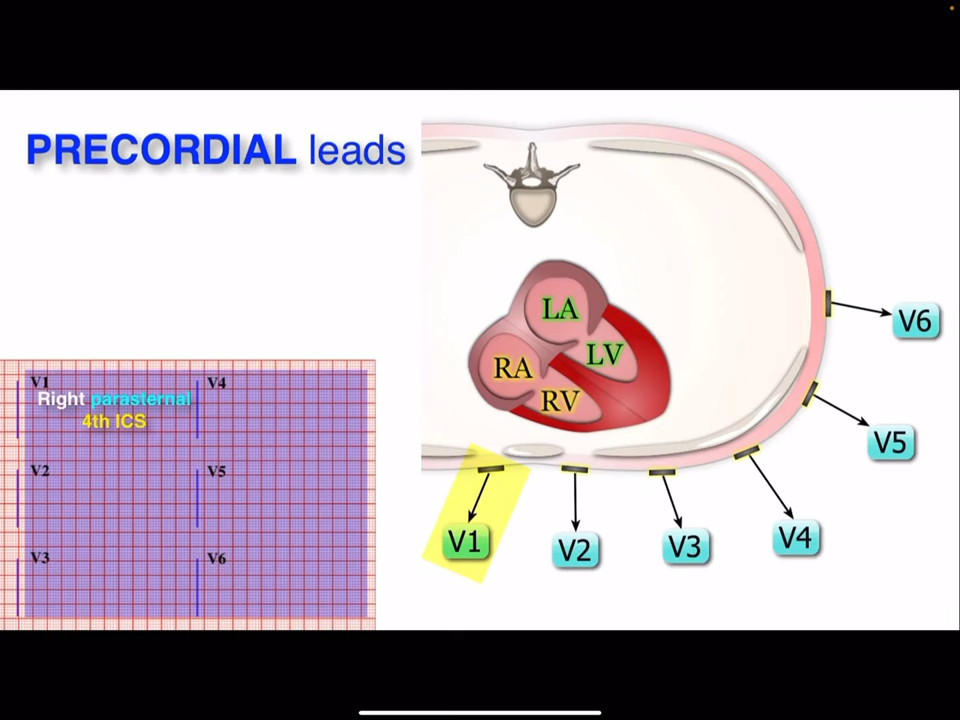 PRECORDIAL leads
V1
Right parasternal
4th ICS
V4
V2
V5
V3
V6
LA
LV
RA
RV
V6
V5
V4
V3
V2
V1